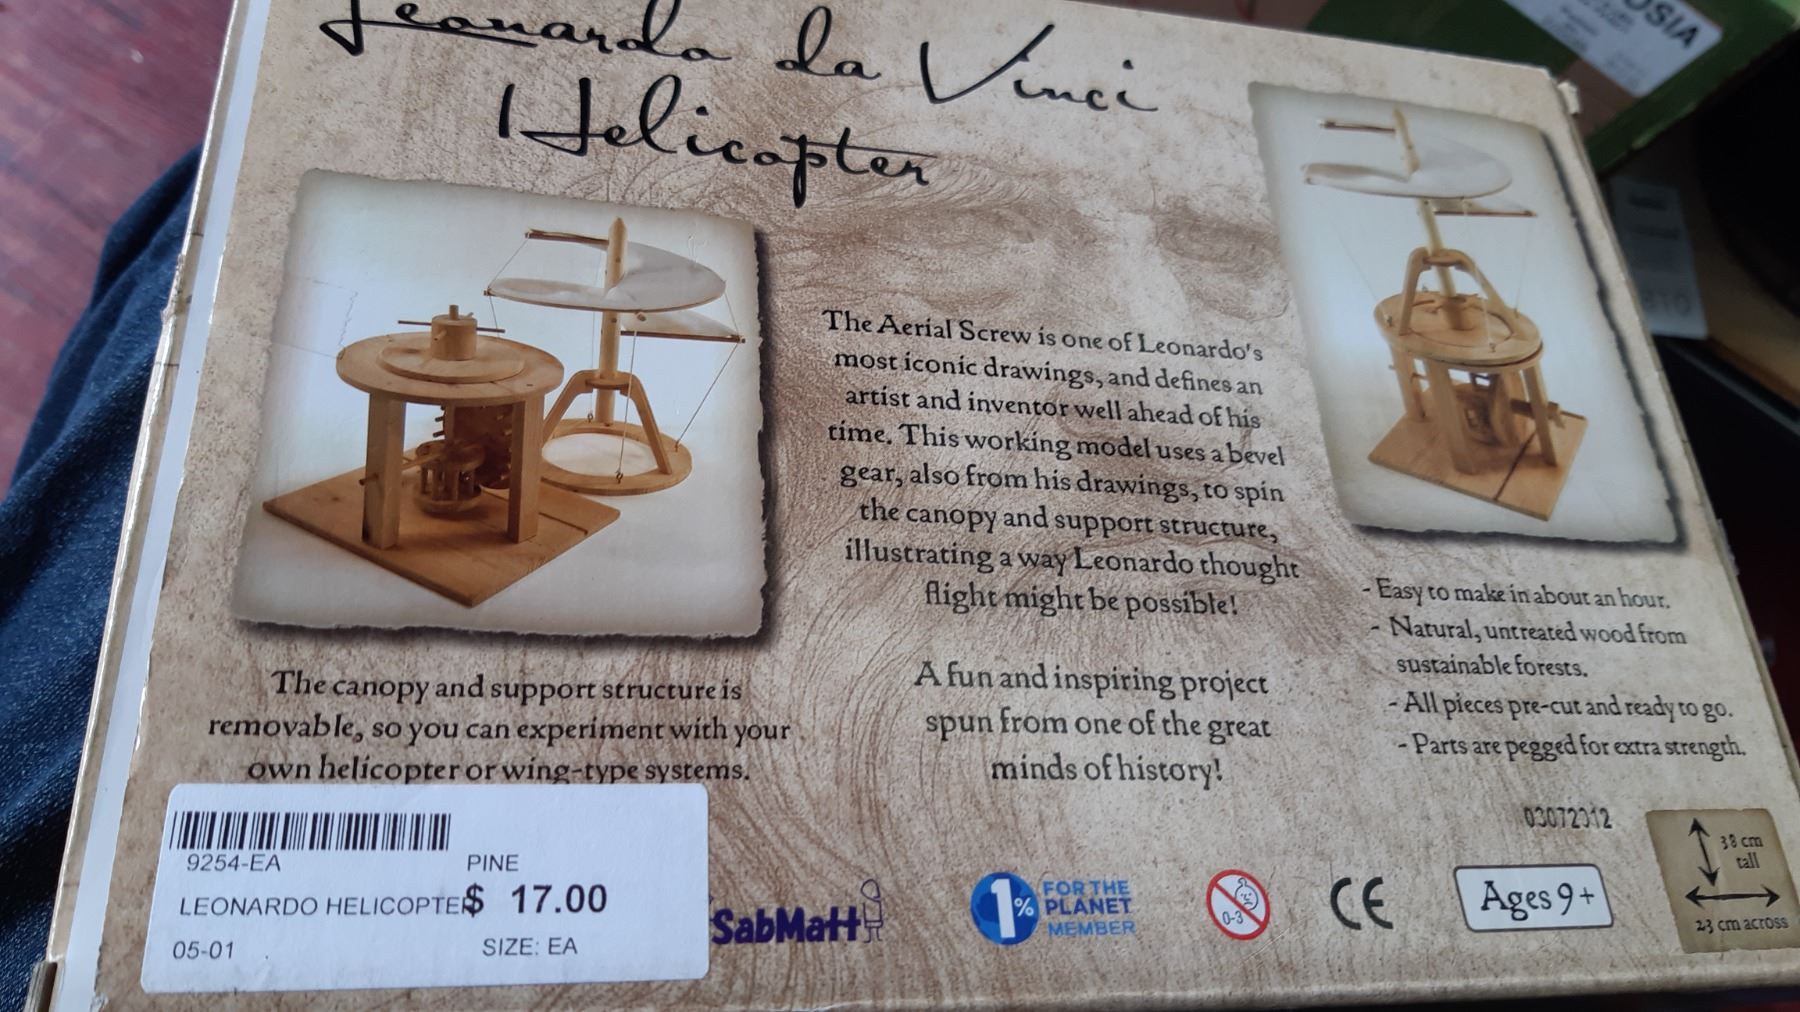 Leonardo da Vinci
Helicopter
OSIA
The Aerial Screw is one of Leonardo's
most iconic drawings, and defines an
artist and inventor well ahead of his
time. This working model uses a bevel
gear, also from his drawings, to spin
the canopy and support structure,
illustrating a way Leonardo thought
flight might be possible!
A fun and inspiring project
spun from one of the great
minds of history!
The canopy and support structure is
removable, so you can experiment with your
own helicopter or wing-type systems.
- Easy to make in about an hour.
- Natural, untreated wood from
sustainable forests.
- All pieces pre-cut and ready to go.
- Parts are pegged for extra strength.
03072312
9254-EA PINE
LEONARDO HELICOPTER $ 17.00
05-01 SIZE: EA
SabMatt
1% FOR THE
PLANET
MEMBER
0-3
CE
Ages 9+
38 cm
tall
23 cm across